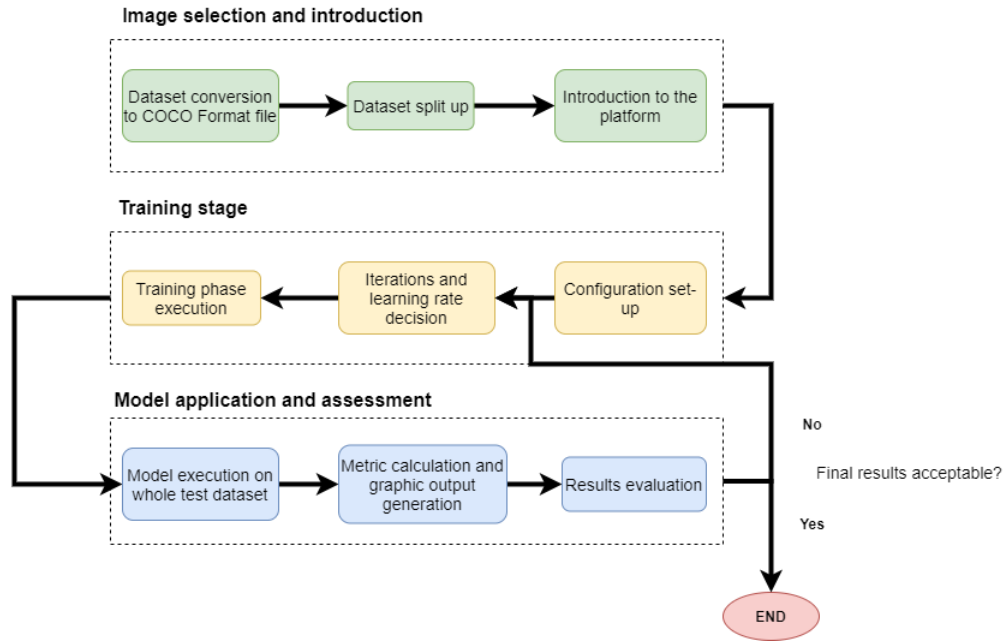 Image selection and introduction
Dataset conversion
to COCO Format file
Dataset split up
Introduction to the
platform
Training stage
Training phase
execution
Iterations and
learning rate
decision
Configuration set-
up
Model application and assessment
Model execution on
whole test dataset
Metric calculation and
graphic output
generation
Results evaluation
No
Final results acceptable?
Yes
END